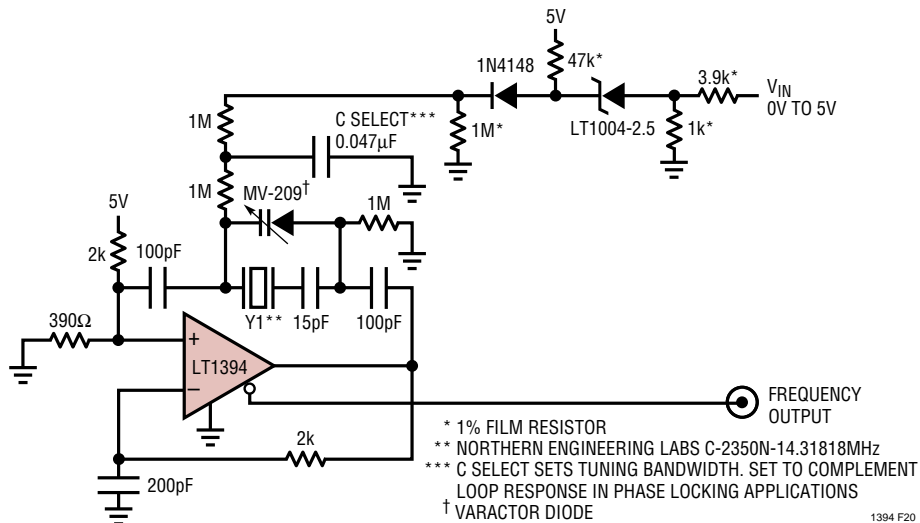 5V
1N4148
47k*
3.9k*
V_IN
0V TO 5V
LT1004-2.5
1k*
1M*
1M
C SELECT***
0.047µF
1M
MV-209†
1M
5V
2k
100pF
Y1**
15pF
100pF
390Ω
+
LT1394
−
2k
200pF
FREQUENCY
OUTPUT
* 1% FILM RESISTOR
** NORTHERN ENGINEERING LABS C-2350N-14.31818MHz
*** C SELECT SETS TUNING BANDWIDTH. SET TO COMPLEMENT
LOOP RESPONSE IN PHASE LOCKING APPLICATIONS
† VARACTOR DIODE
1394 F20